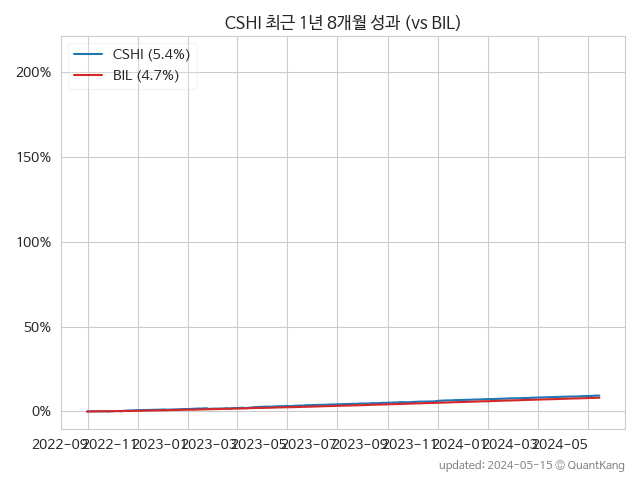 CSHI 최근 1년 8개월 성과 (vs BIL)
CSHI (5.4%)
BIL (4.7%)
200%
150%
100%
50%
0%
2022-09 2022-11 2023-01 2023-03 2023-05 2023-07 2023-09 2023-11 2024-01 2024-03 2024-05
updated: 2024-05-15 © QuantKang